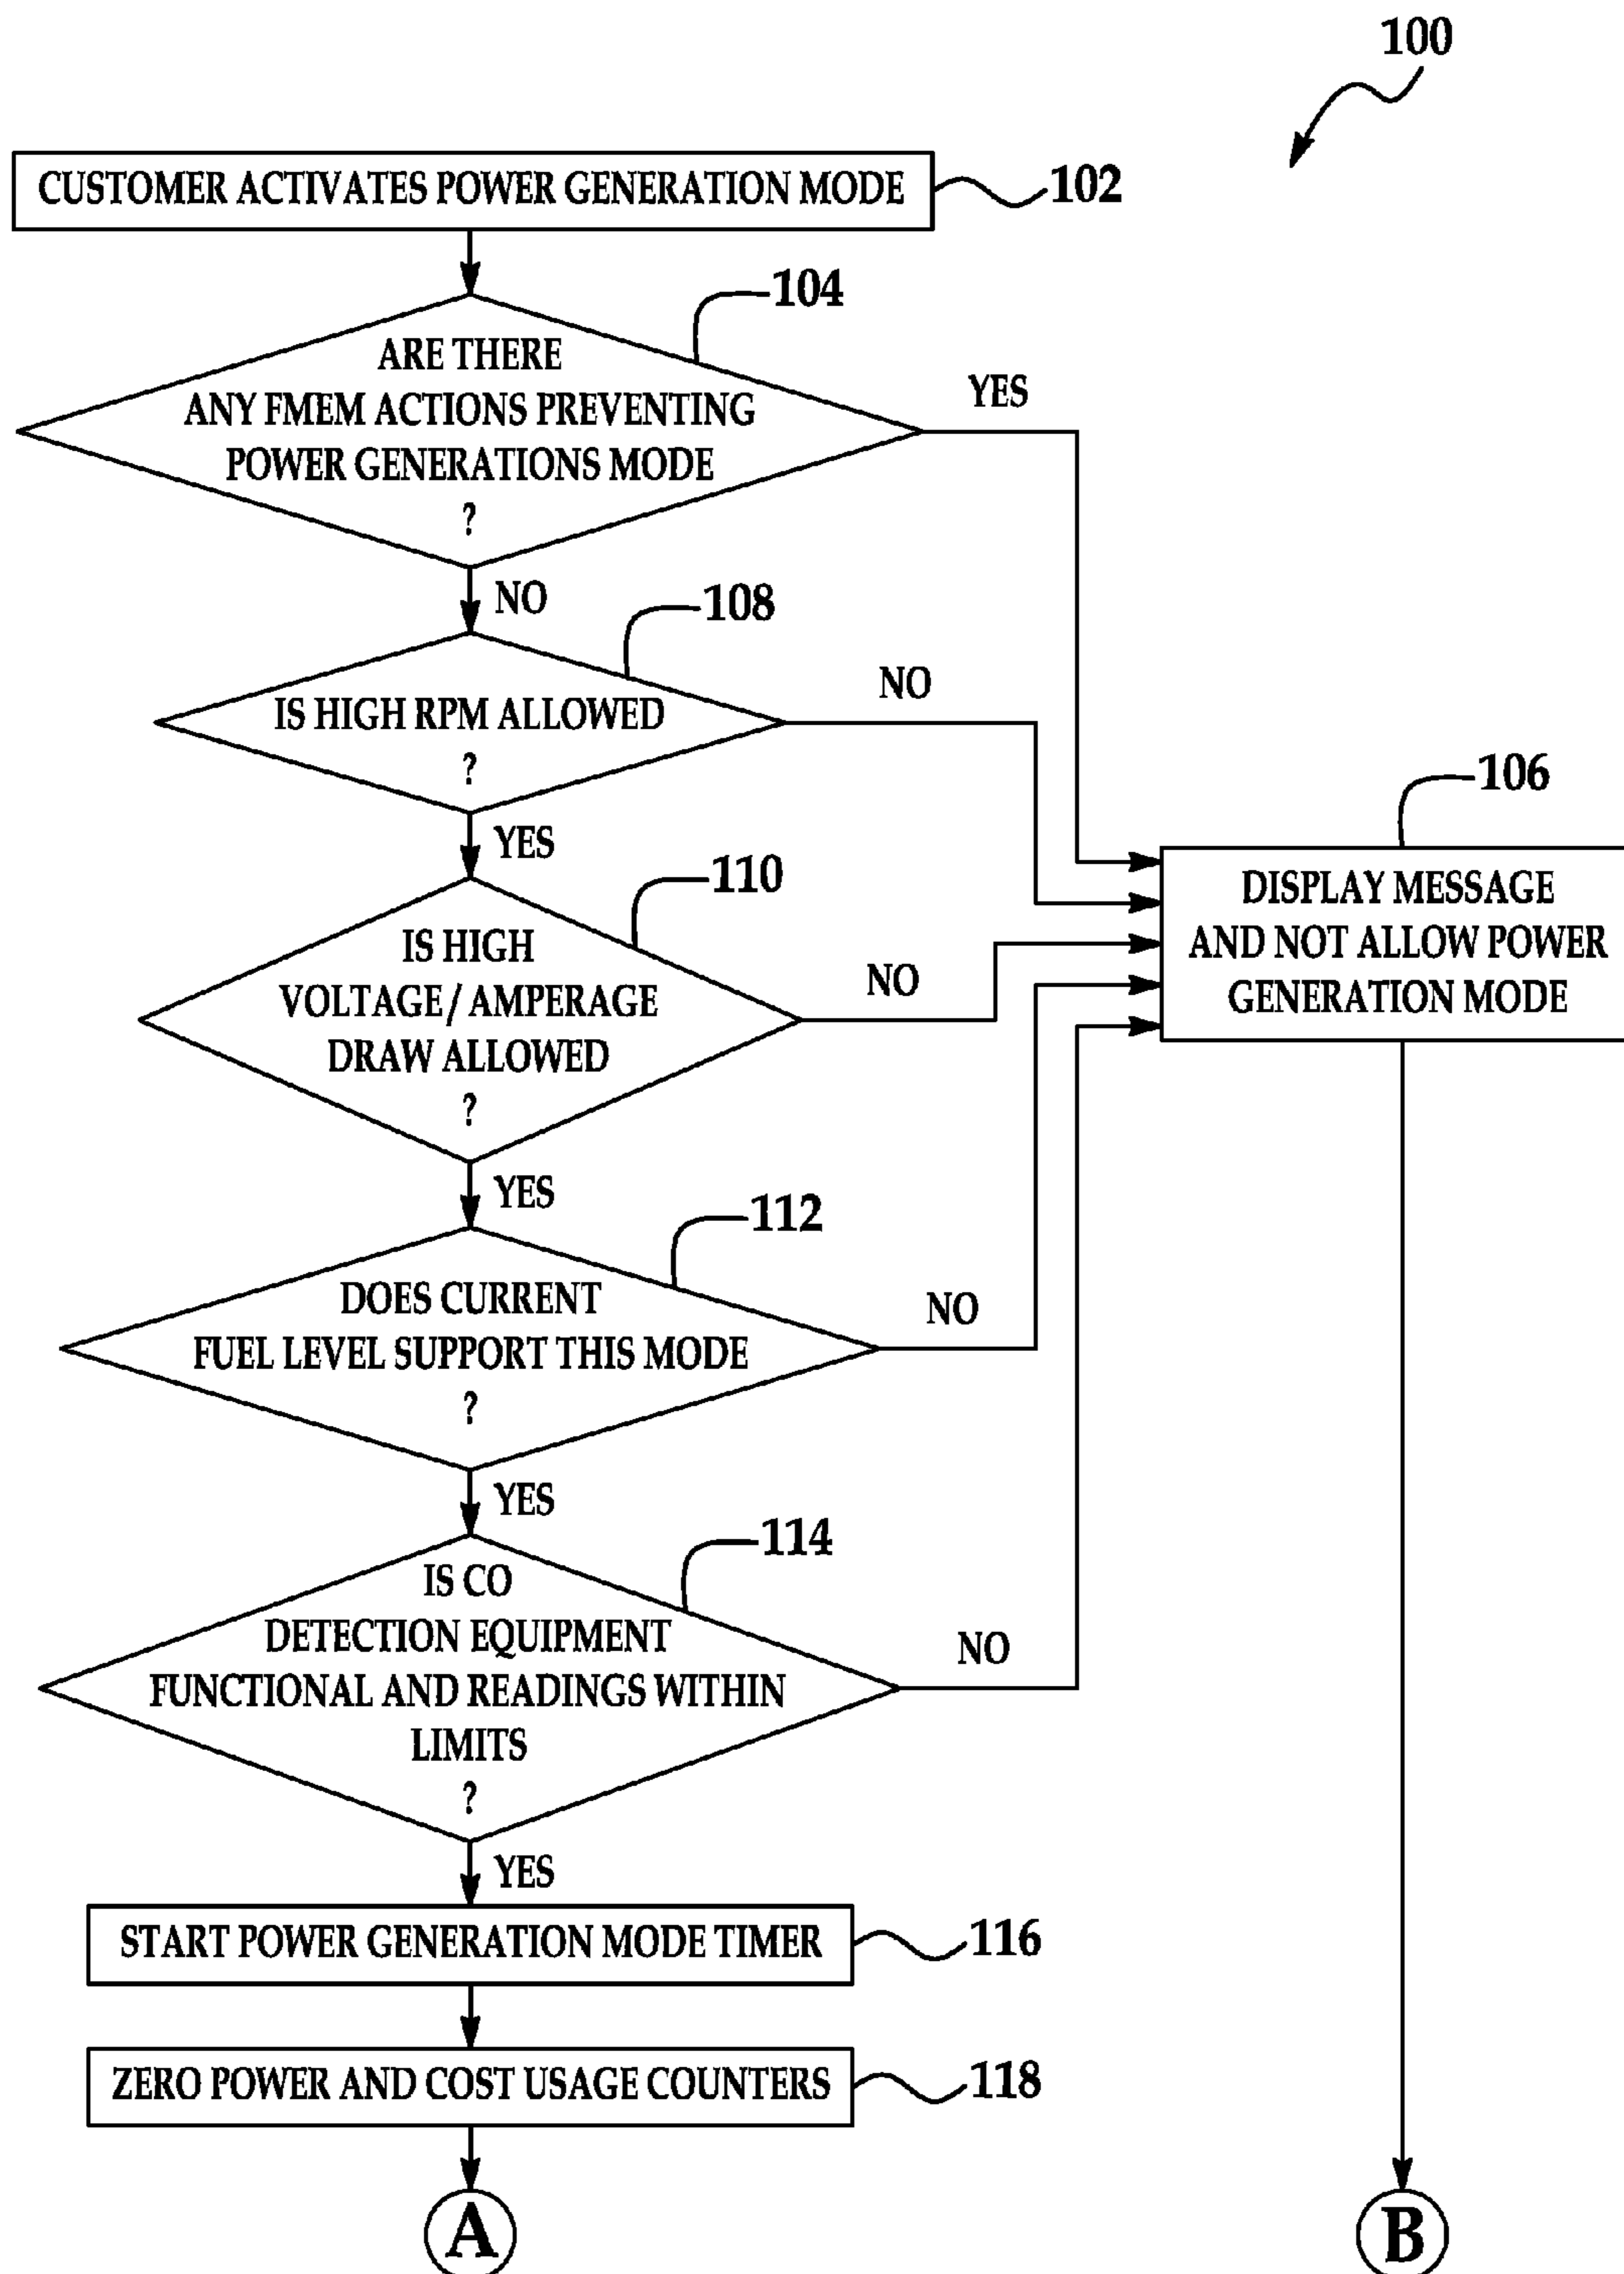 100
CUSTOMER ACTIVATES POWER GENERATION MODE
102
104
ARE THERE
ANY FMEM ACTIONS PREVENTING
POWER GENERATIONS MODE
?
YES
NO
108
IS HIGH RPM ALLOWED
?
NO
YES
106
DISPLAY MESSAGE
AND NOT ALLOW POWER
GENERATION MODE
110
IS HIGH
VOLTAGE/AMPERAGE
DRAW ALLOWED
?
NO
YES
112
DOES CURRENT
FUEL LEVEL SUPPORT THIS MODE
?
NO
YES
114
IS CO
DETECTION EQUIPMENT
FUNCTIONAL AND READINGS WITHIN
LIMITS
?
NO
YES
START POWER GENERATION MODE TIMER
116
ZERO POWER AND COST USAGE COUNTERS
118
A
B